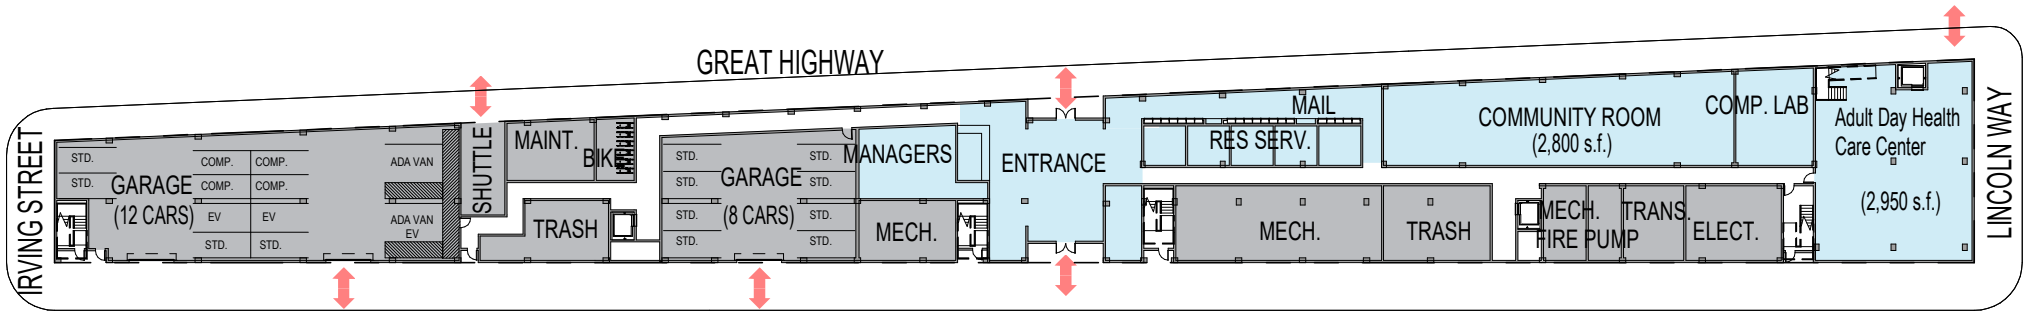 GREAT HIGHWAY
IRVING STREET
STD.
STD.
GARAGE
(12 CARS)
COMP.
COMP.
COMP.
COMP.
EV
EV
STD.
STD.
ADA VAN
ADA VAN
EV
SHUTTLE
MAINT.
BIKE
TRASH
STD.
STD.
STD.
STD.
GARAGE
(8 CARS)
STD.
STD.
STD.
STD.
MANAGERS
MECH.
ENTRANCE
MAIL
RES SERV.
MECH.
COMMUNITY ROOM
(2,800 s.f.)
TRASH
COMP. LAB
MECH.
FIRE PUMP
TRANS.
ELECT.
Adult Day Health
Care Center
(2,950 s.f.)
LINCOLN WAY